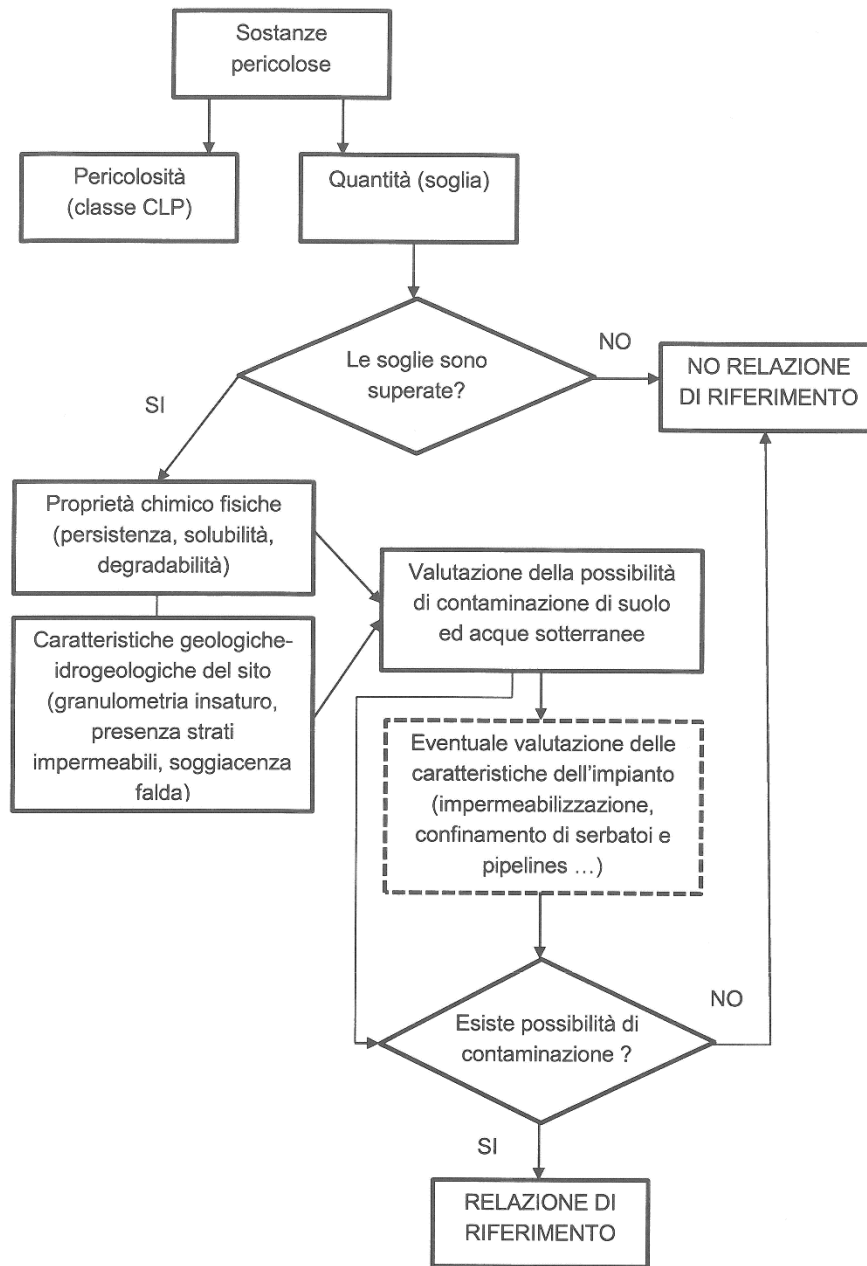 Sostanze
pericolose
Pericolosità
(classe CLP)
Quantità (soglia)
Le soglie sono
superate?
NO
NO RELAZIONE
DI RIFERIMENTO
SI
Proprietà chimico fisiche
(persistenza, solubilità,
degradabilità)
Valutazione della possibilità
di contaminazione di suolo
ed acque sotterranee
Caratteristiche geologiche-
idrogeologiche del sito
(granulometria insaturo,
presenza strati
impermeabili, soggiacenza
falda)
Eventuale valutazione delle
caratteristiche dell'impianto
(impermeabilizzazione,
confinamento di serbatoi e
pipelines ...)
Esiste possibilità di
contaminazione ?
NO
SI
RELAZIONE DI
RIFERIMENTO